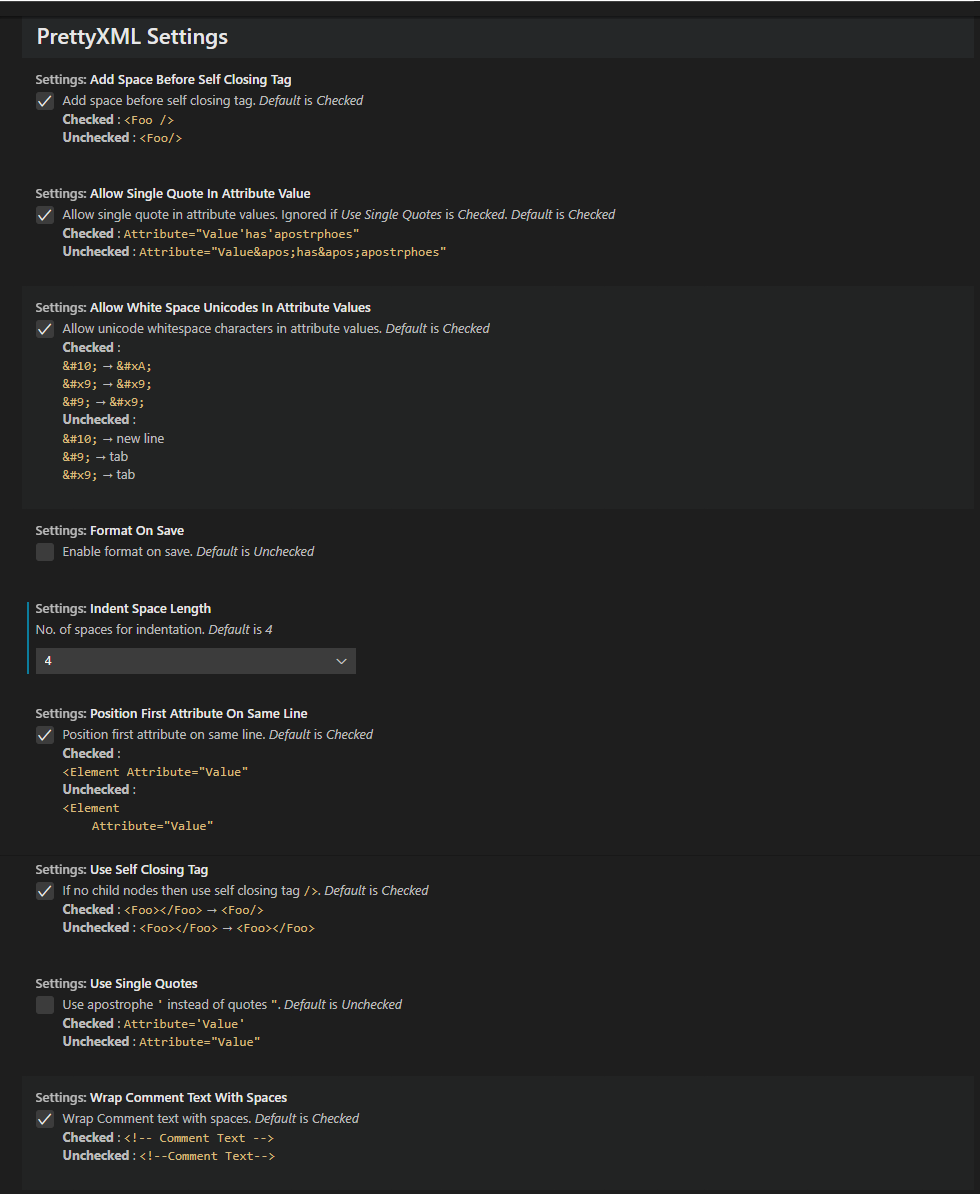 PrettyXML Settings
Settings: Add Space Before Self Closing Tag
Add space before self closing tag. Default is Checked
Checked : <Foo />
Unchecked : <Foo/>
Settings: Allow Single Quote In Attribute Value
Allow single quote in attribute values. Ignored if Use Single Quotes is Checked. Default is Checked
Checked : Attribute="Value'has'apostrphoes"
Unchecked : Attribute="Value&apos;has&apos;apostrphoes"
Settings: Allow White Space Unicodes In Attribute Values
Allow unicode whitespace characters in attribute values. Default is Checked
Checked :
&#10; → &#xA;
&#x9; → &#x9;
&#9; → &#x9;
Unchecked :
&#10; → new line
&#9; → tab
&#x9; → tab
Settings: Format On Save
Enable format on save. Default is Unchecked
Settings: Indent Space Length
No. of spaces for indentation. Default is 4
4
Settings: Position First Attribute On Same Line
Position first attribute on same line. Default is Checked
Checked :
<Element Attribute="Value"
Unchecked :
<Element
    Attribute="Value"
Settings: Use Self Closing Tag
If no child nodes then use self closing tag />. Default is Checked
Checked : <Foo></Foo> → <Foo/>
Unchecked : <Foo></Foo> → <Foo></Foo>
Settings: Use Single Quotes
Use apostrophe ' instead of quotes ". Default is Unchecked
Checked : Attribute='Value'
Unchecked : Attribute="Value"
Settings: Wrap Comment Text With Spaces
Wrap Comment text with spaces. Default is Checked
Checked : <!-- Comment Text -->
Unchecked : <!--Comment Text-->